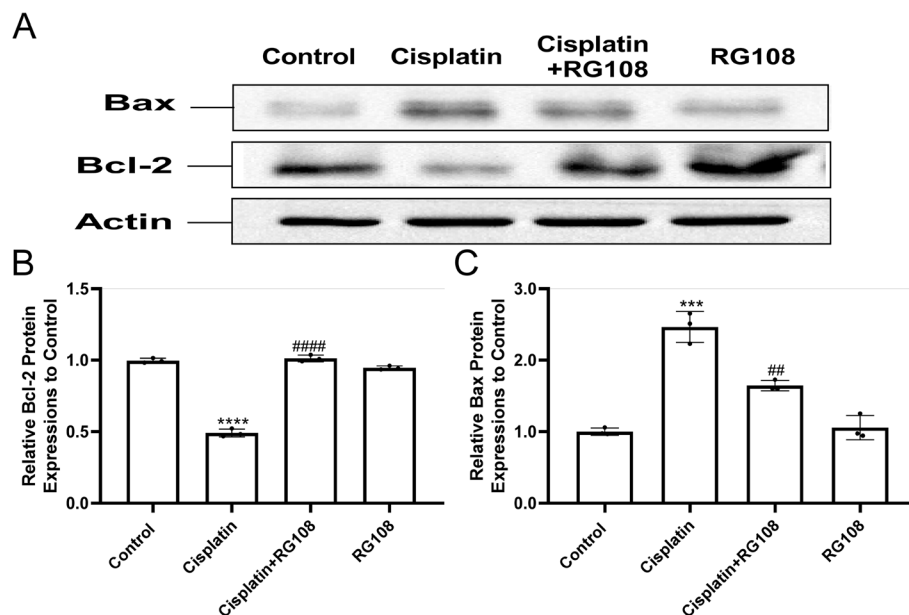 A
Control Cisplatin Cisplatin +RG108 RG108
Bax
Bcl-2
Actin
B
Relative Bcl-2 Protein
Expressions to Control
1.5
1.0
0.5
0.0
****
####
Control
Cisplatin
Cisplatin+RG108
RG108
C
Relative Bax Protein
Expressions to Control
3.0
2.0
1.0
0.0
***
##
Control
Cisplatin
Cisplatin+RG108
RG108